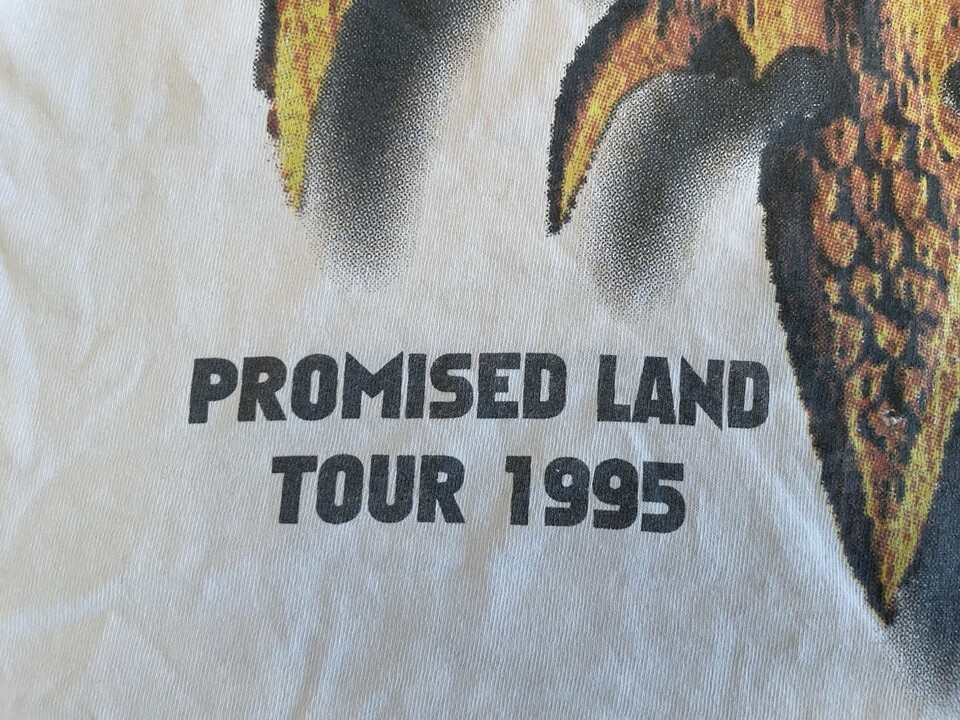 PROMISED LAND
TOUR 1995